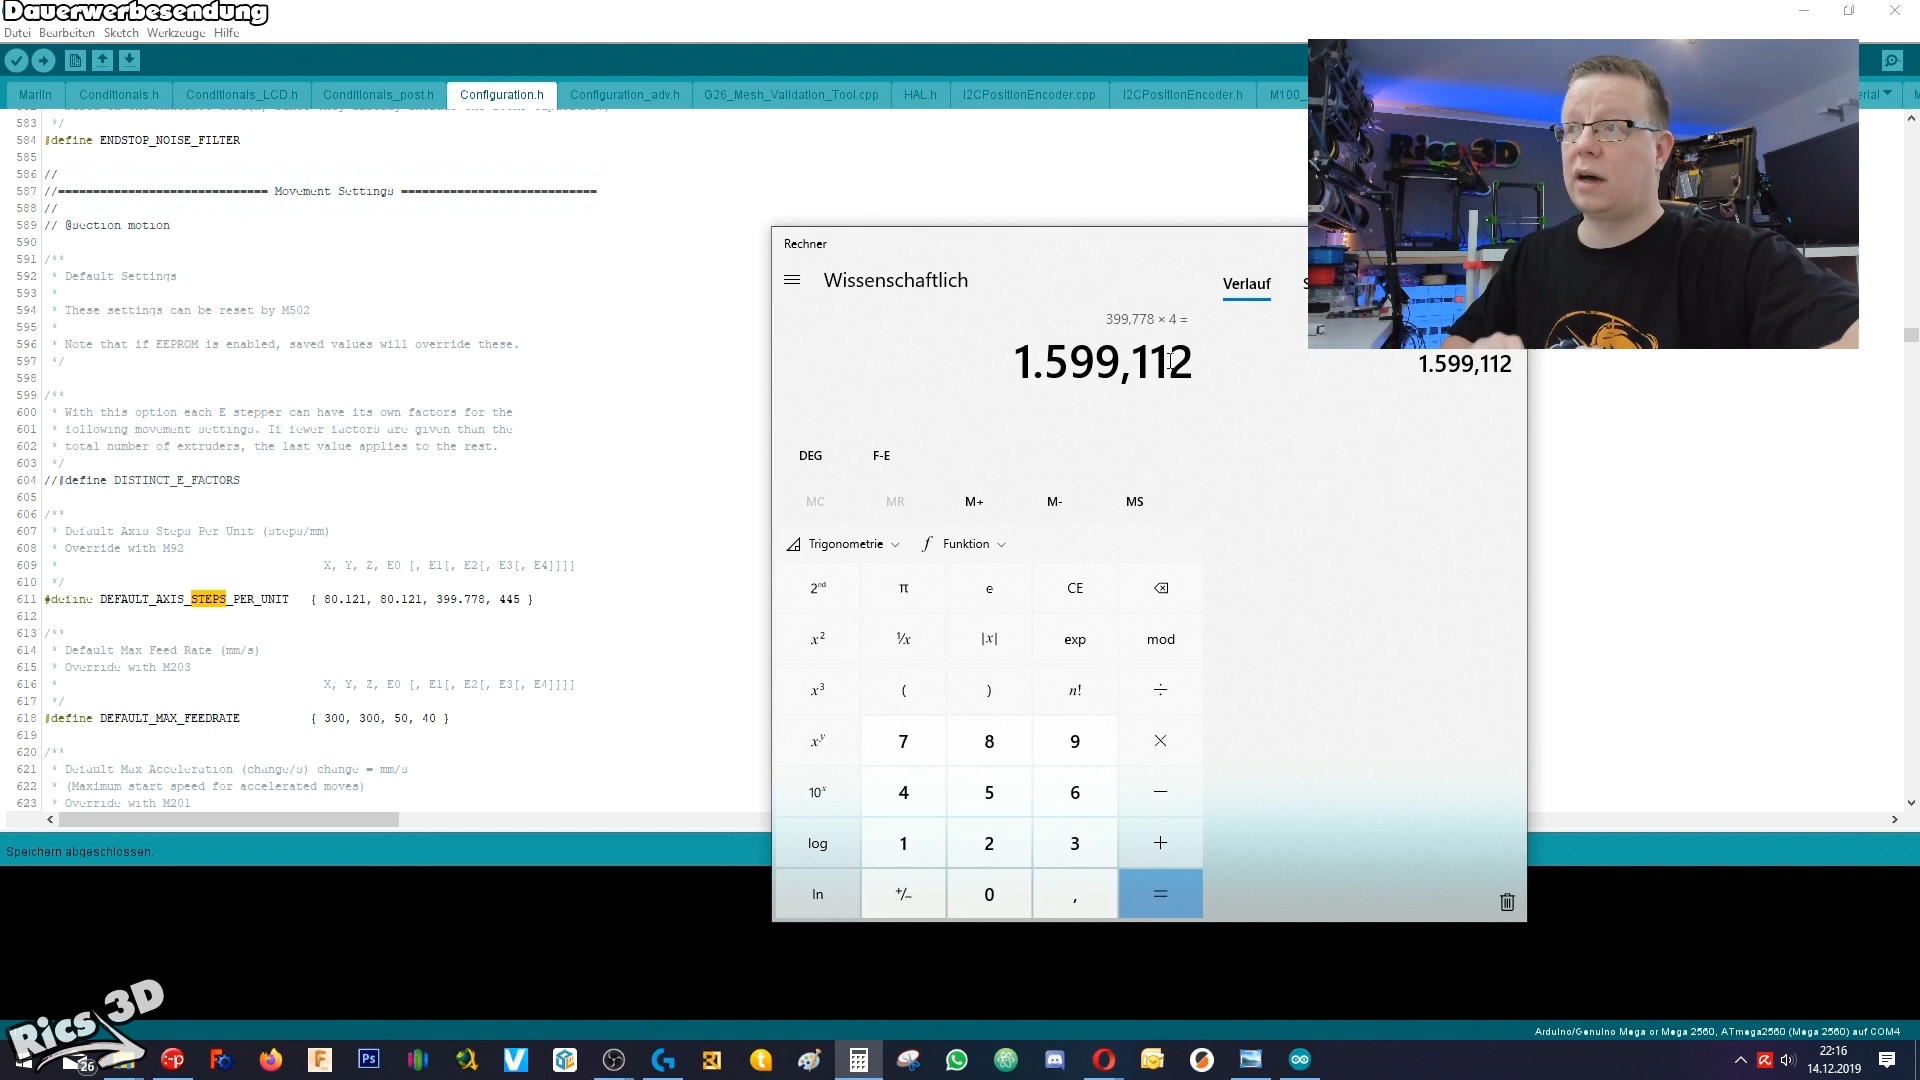 Dauerwerbesendung
Datei Bearbeiten Sketch Werkzeuge Hilfe
Marlin Conditionals.h Conditionals_LCD.h Conditionals_post.h Configuration.h Configuration_adv.h G26_Mesh_Validation_Tool.cpp HAL.h I2CPositionEncoder.cpp I2CPositionEncoder.h M100_
583 */
584 #define ENDSTOP_NOISE_FILTER
585
586 //
587 //============================== Movement Settings ============================
588 //
589 // @section motion
590
591 /**
592 * Default Settings
593 *
594 * These settings can be reset by M502
595 *
596 * Note that if EEPROM is enabled, saved values will override these.
597 */
598
599 /**
600 * With this option each E stepper can have its own factors for the
601 * following movement settings. If fewer factors are given than the
602 * total number of extruders, the last value applies to the rest.
603 */
604 //#define DISTINCT_E_FACTORS
605
606 /**
607 * Default Axis Steps Per Unit (steps/mm)
608 * Override with M92
609 * X, Y, Z, E0 [, E1[, E2[, E3[, E4]]]]
610 */
611 #define DEFAULT_AXIS_STEPS_PER_UNIT { 80.121, 80.121, 399.778, 445 }
612
613 /**
614 * Default Max Feed Rate (mm/s)
615 * Override with M203
616 * X, Y, Z, E0 [, E1[, E2[, E3[, E4]]]]
617 */
618 #define DEFAULT_MAX_FEEDRATE { 300, 300, 50, 40 }
619
620 /**
621 * Default Max Acceleration (change/s) change = mm/s
622 * (Maximum start speed for accelerated moves)
623 * Override with M201
Speichern abgeschlossen.
Rechner
Wissenschaftlich
Verlauf
399,778 × 4 =
1.599,112
1.599,112
DEG F-E
MC MR M+ M- MS
Trigonometrie f Funktion
2nd π e CE
x² ¹/x |x| exp mod
x³ ( ) n! ÷
xʸ 7 8 9 ×
10ˣ 4 5 6 −
log 1 2 3 +
ln +/− 0 , =
Rics 3D
Rics 3D
Arduino/Genuino Mega or Mega 2560, ATmega2560 (Mega 2560) auf COM4
26
Ps
22:16
14.12.2019